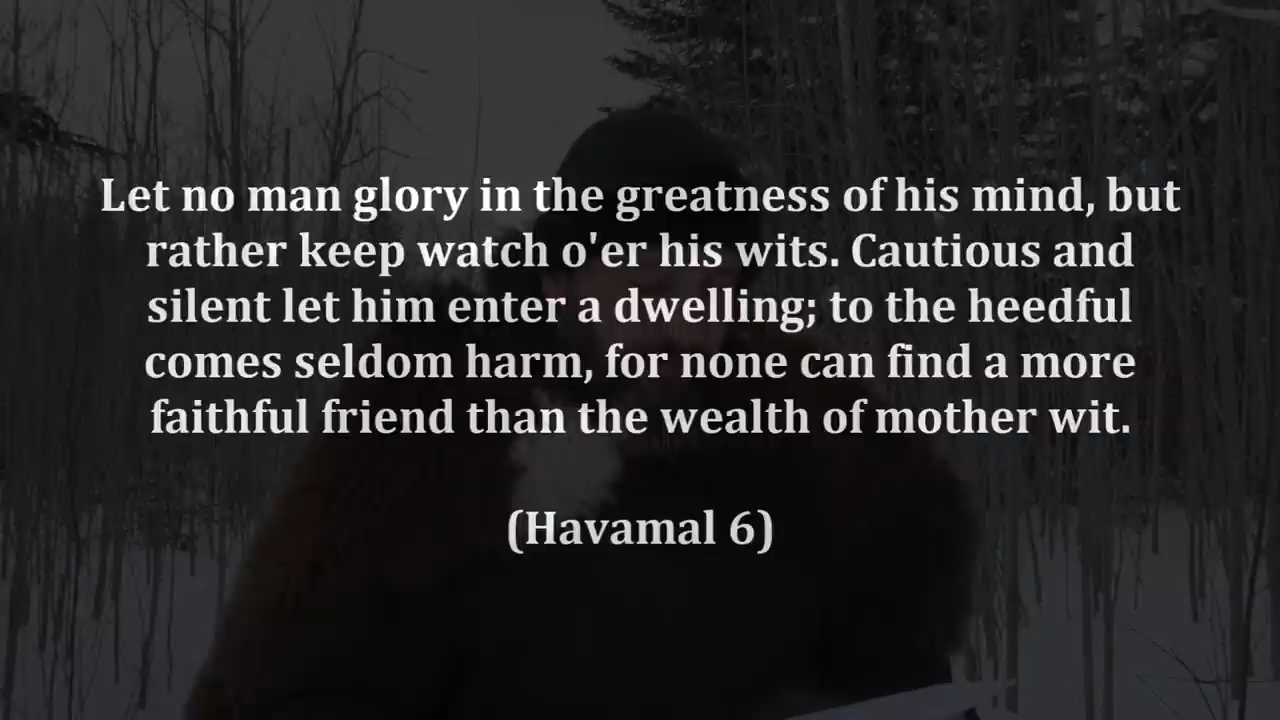 Let no man glory in the greatness of his mind, but
rather keep watch o'er his wits. Cautious and
silent let him enter a dwelling; to the heedful
comes seldom harm, for none can find a more
faithful friend than the wealth of mother wit.
(Havamal 6)